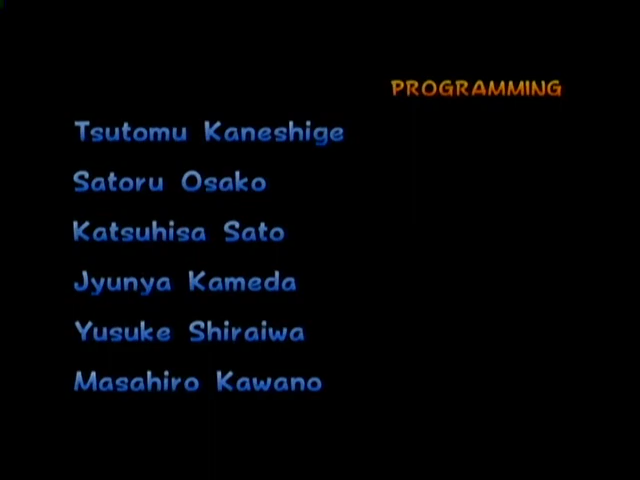 PROGRAMMING
Tsutomu Kaneshige
Satoru Osako
Katsuhisa Sato
Jyunya Kameda
Yusuke Shiraiwa
Masahiro Kawano